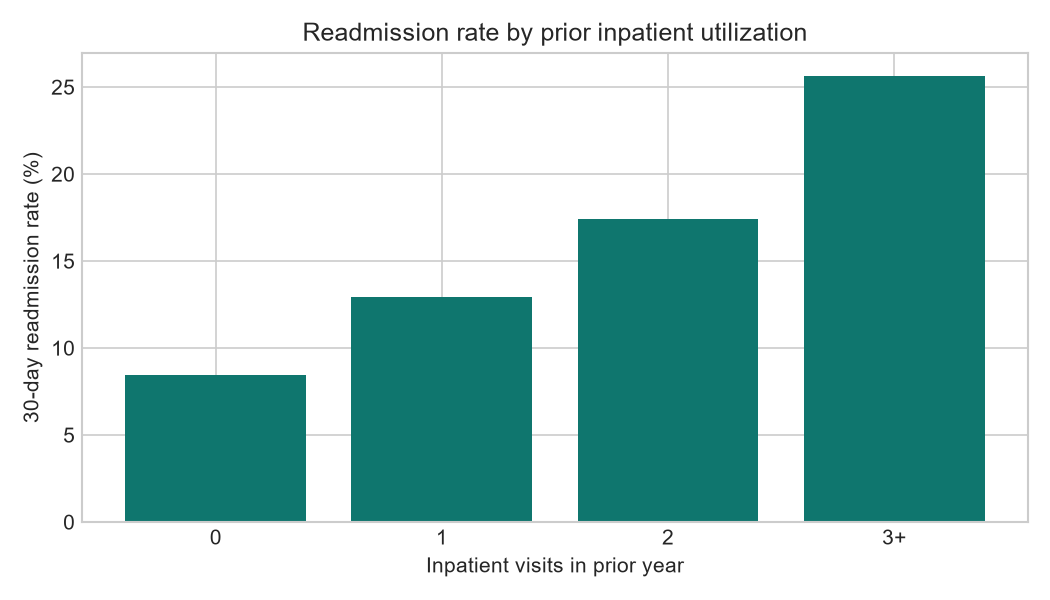 Readmission rate by prior inpatient utilization
30-day readmission rate (%)
25
20
15
10
5
0
0 1 2 3+
Inpatient visits in prior year